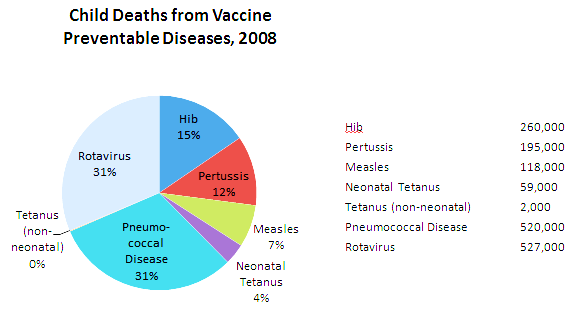 Child Deaths from Vaccine
Preventable Diseases, 2008
Hib
15%
Pertussis
12%
Measles
7%
Neonatal
Tetanus
4%
Pneumo-
coccal
Disease
31%
Tetanus
(non-
neonatal)
0%
Rotavirus
31%
Hib 260,000
Pertussis 195,000
Measles 118,000
Neonatal Tetanus 59,000
Tetanus (non-neonatal) 2,000
Pneumococcal Disease 520,000
Rotavirus 527,000